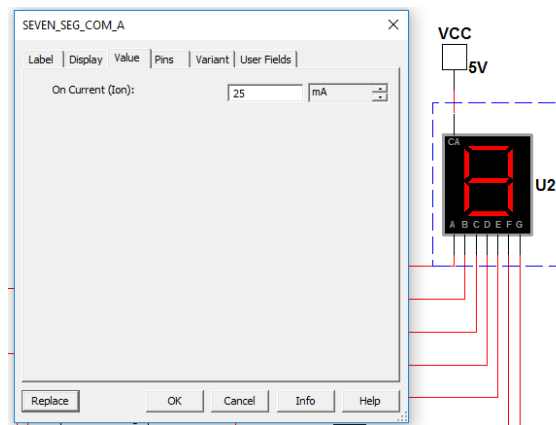 SEVEN_SEG_COM_A
Label Display Value Pins Variant User Fields
On Current (Ion): 25 mA
Replace OK Cancel Info Help
VCC
5V
CA
U2
A B C D E F G